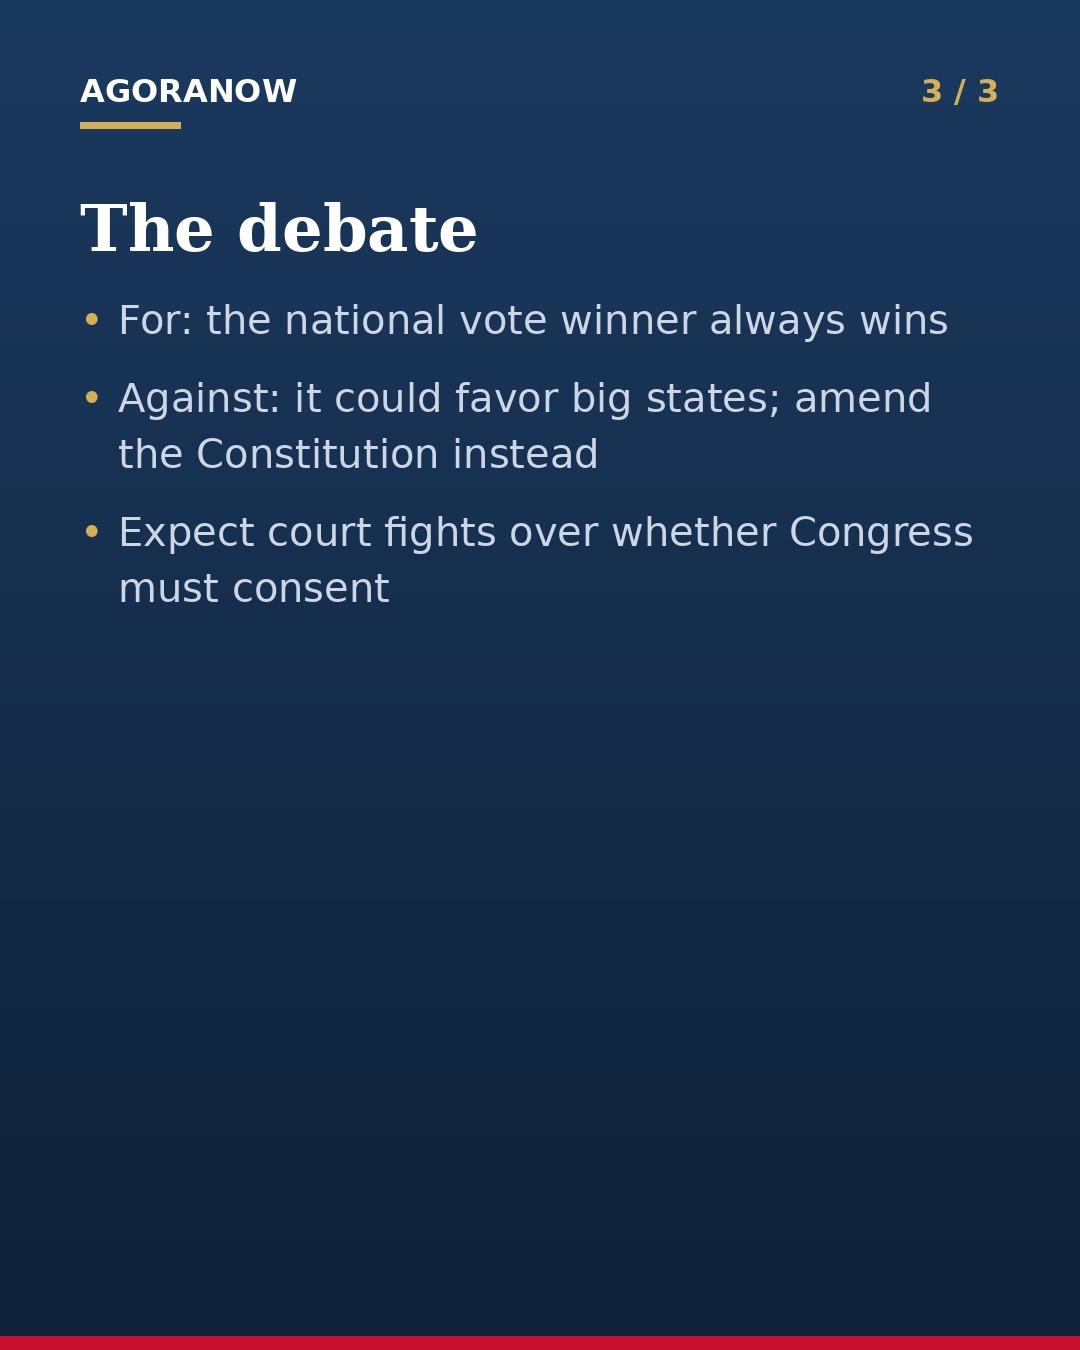 AGORANOW
3 / 3
The debate
• For: the national vote winner always wins
• Against: it could favor big states; amend
the Constitution instead
• Expect court fights over whether Congress
must consent